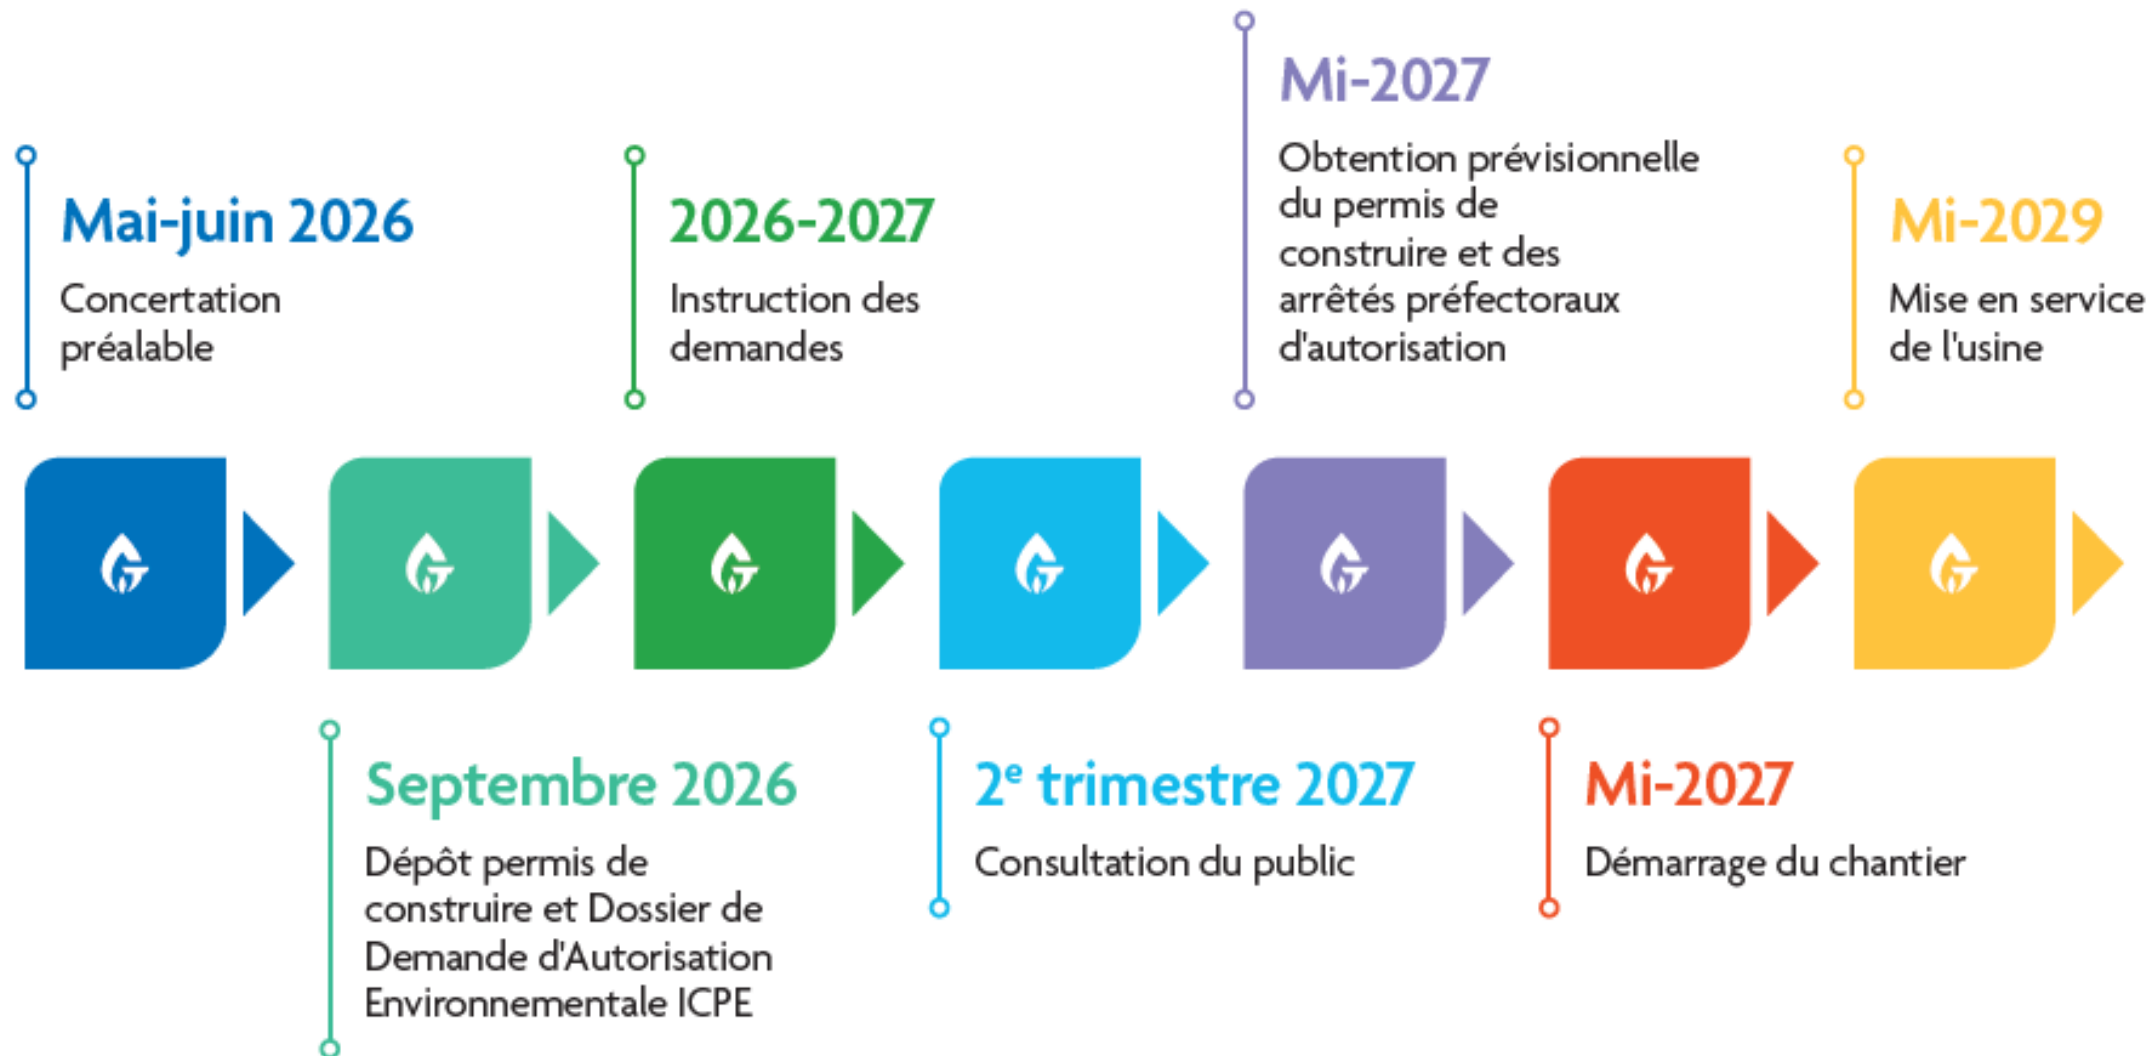 Mai-juin 2026
Concertation
préalable
Septembre 2026
Dépôt permis de
construire et Dossier de
Demande d'Autorisation
Environnementale ICPE
2026-2027
Instruction des
demandes
2e trimestre 2027
Consultation du public
Mi-2027
Obtention prévisionnelle
du permis de
construire et des
arrêtés préfectoraux
d'autorisation
Mi-2027
Démarrage du chantier
Mi-2029
Mise en service
de l'usine